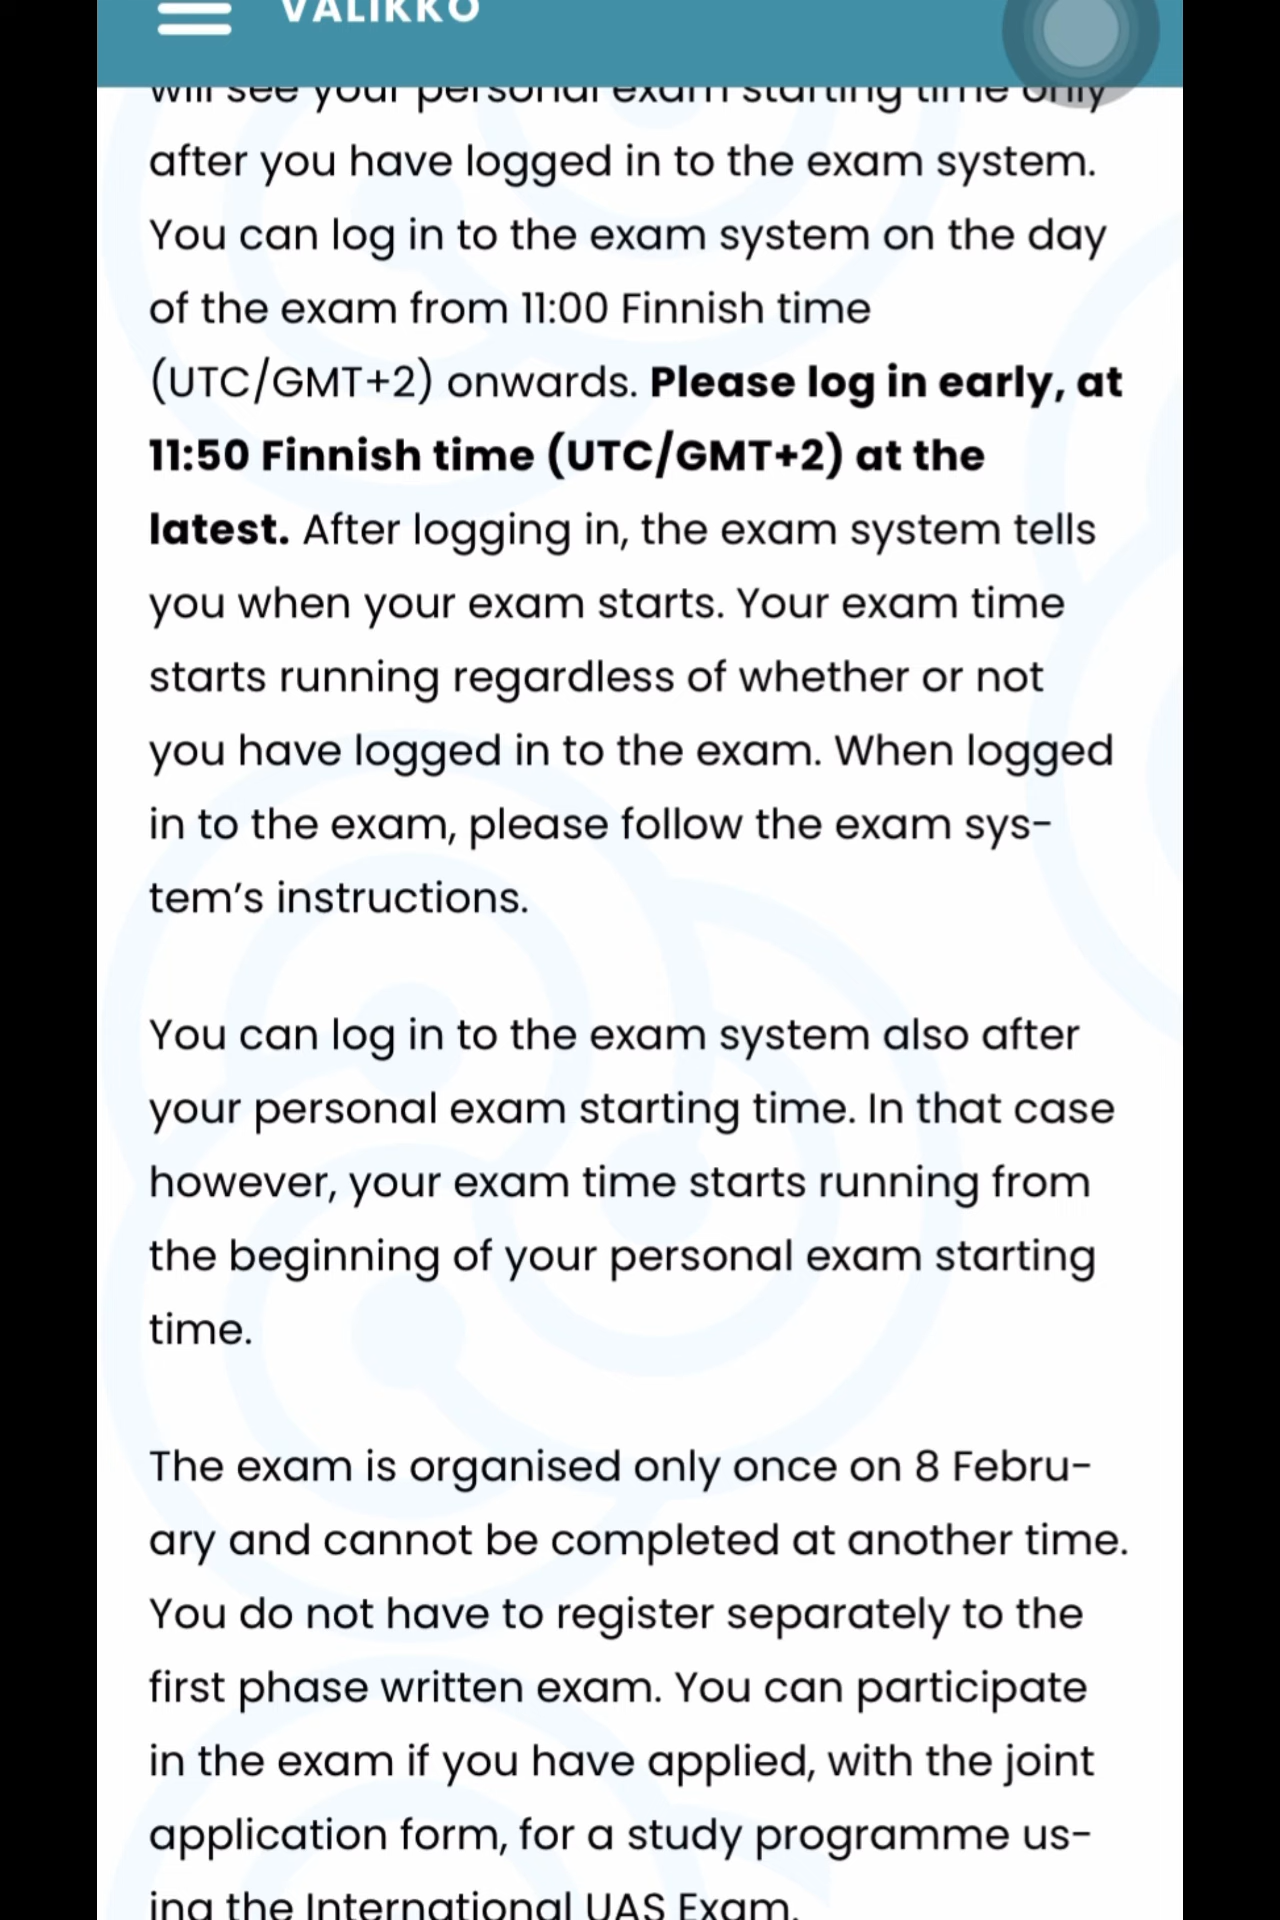 VALIKKO
will see your personal exam starting time only
after you have logged in to the exam system.
You can log in to the exam system on the day
of the exam from 11:00 Finnish time
(UTC/GMT+2) onwards. Please log in early, at
11:50 Finnish time (UTC/GMT+2) at the
latest. After logging in, the exam system tells
you when your exam starts. Your exam time
starts running regardless of whether or not
you have logged in to the exam. When logged
in to the exam, please follow the exam sys-
tem’s instructions.
You can log in to the exam system also after
your personal exam starting time. In that case
however, your exam time starts running from
the beginning of your personal exam starting
time.
The exam is organised only once on 8 Febru-
ary and cannot be completed at another time.
You do not have to register separately to the
first phase written exam. You can participate
in the exam if you have applied, with the joint
application form, for a study programme us-
ing the International UAS Exam.